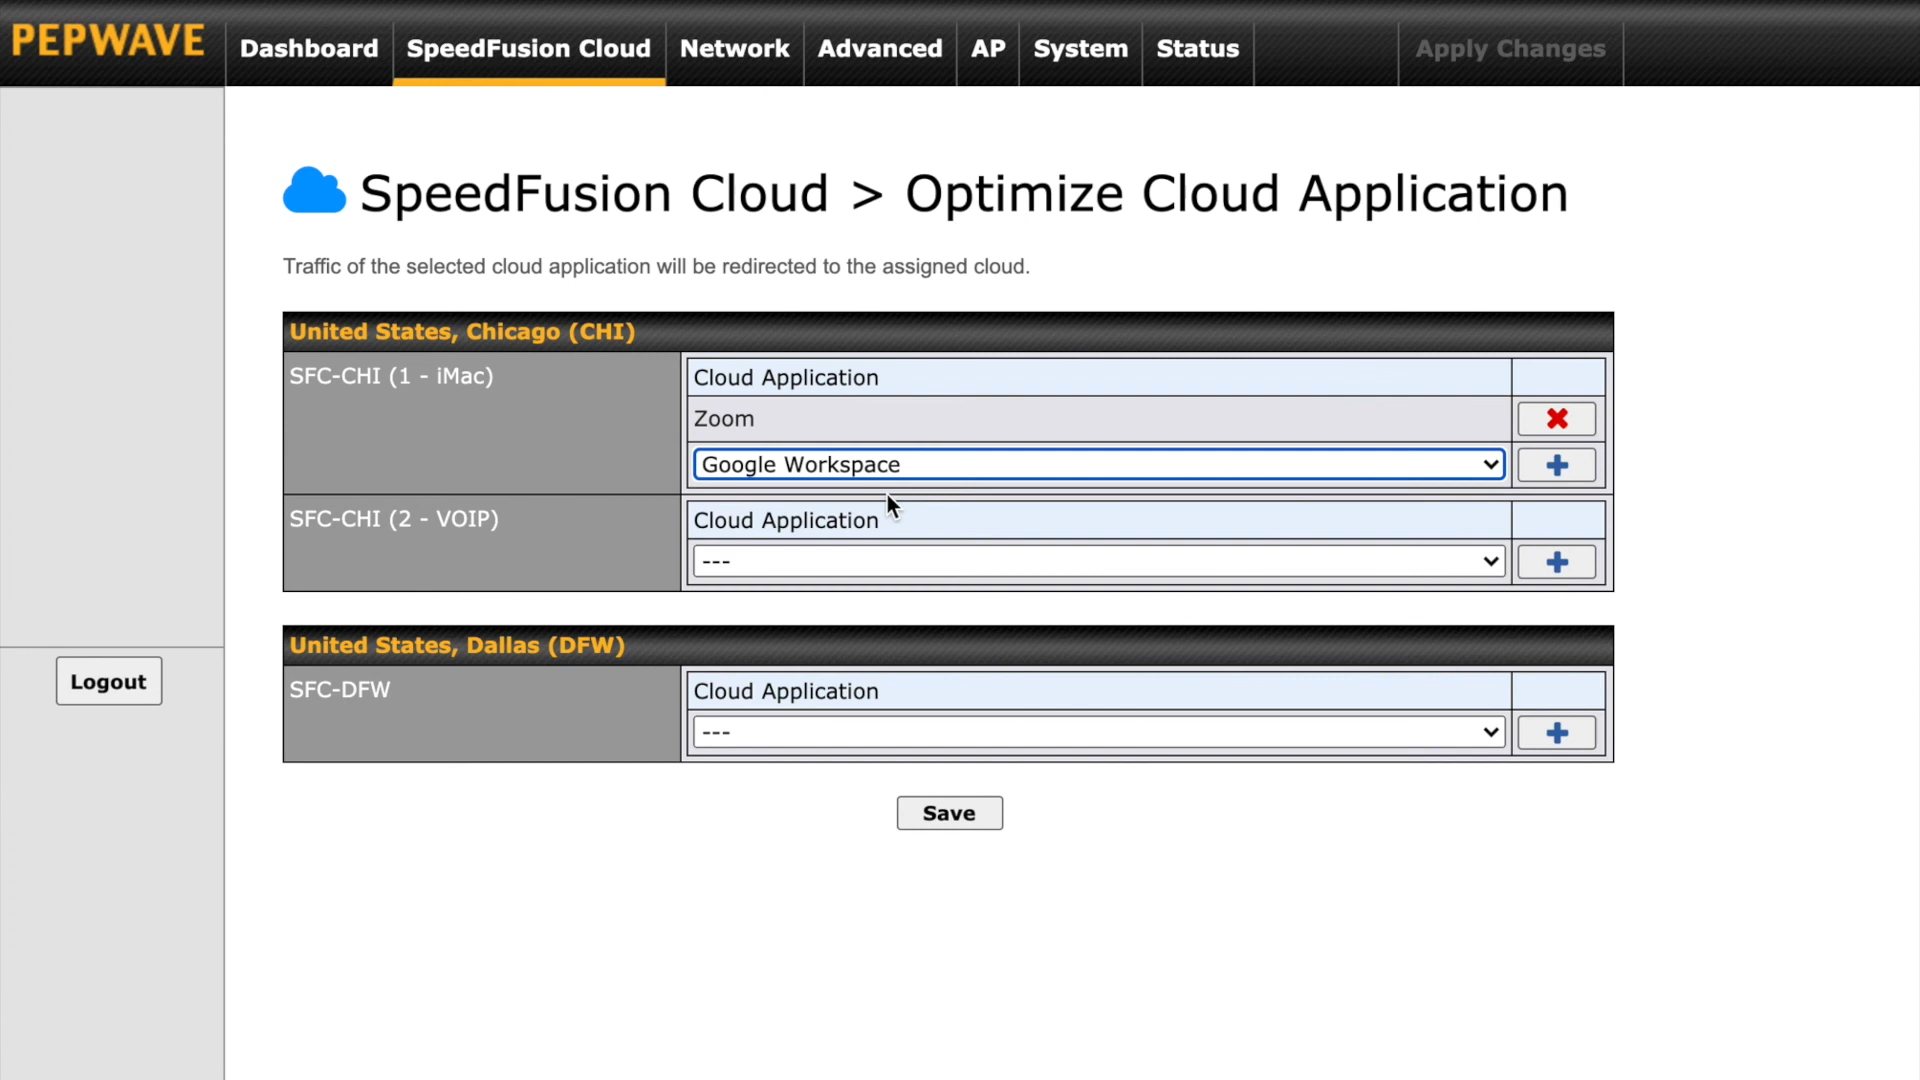 PEPWAVE
Dashboard
SpeedFusion Cloud
Network
Advanced
AP
System
Status
Apply Changes
SpeedFusion Cloud > Optimize Cloud Application
Traffic of the selected cloud application will be redirected to the assigned cloud.
United States, Chicago (CHI)
SFC-CHI (1 - iMac)
Cloud Application
Zoom
Google Workspace
SFC-CHI (2 - VOIP)
Cloud Application
---
United States, Dallas (DFW)
SFC-DFW
Cloud Application
---
Logout
Save